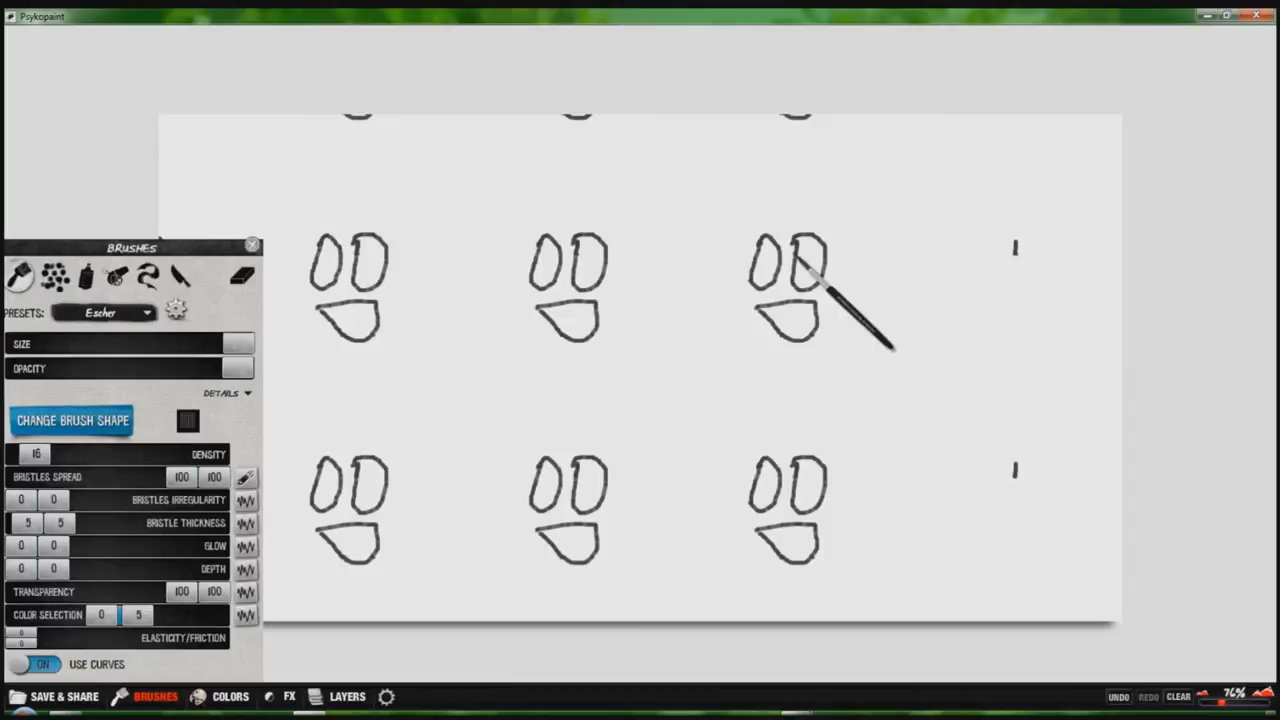 Psykopaint
BRUSHES
PRESETS: Escher
SIZE
OPACITY
DETAILS
CHANGE BRUSH SHAPE
16 DENSITY
BRISTLES SPREAD 100 100
0 0 BRISTLES IRREGULARITY
5 5 BRISTLE THICKNESS
0 0 GLOW
0 0 DEPTH
TRANSPARENCY 100 100
COLOR SELECTION 0 5
0 0 ELASTICITY/FRICTION
ON USE CURVES
SAVE & SHARE BRUSHES COLORS FX LAYERS UNDO REDO CLEAR 76%